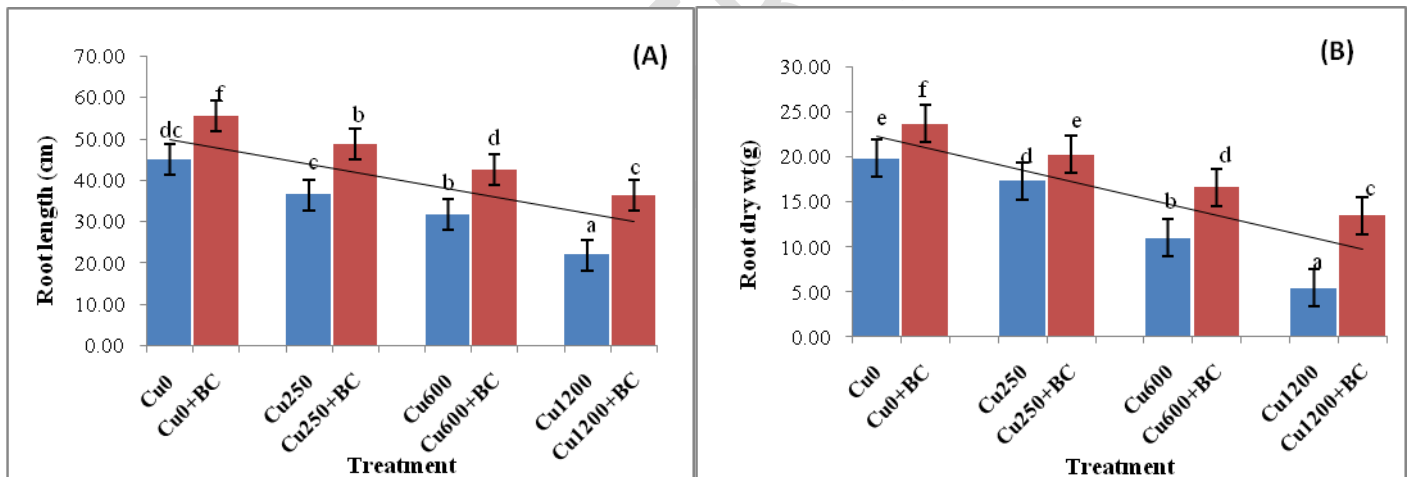 (A)
70.00
60.00
50.00
40.00
30.00
20.00
10.00
0.00
Root length (cm)
dc
f
c
b
b
d
a
c
Cu0
Cu0+BC
Cu250
Cu250+BC
Cu600
Cu600+BC
Cu1200
Cu1200+BC
Treatment
(B)
30.00
25.00
20.00
15.00
10.00
5.00
0.00
Root dry wt(g)
e
f
d
e
b
d
a
c
Cu0
Cu0+BC
Cu250
Cu250+BC
Cu600
Cu600+BC
Cu1200
Cu1200+BC
Treatment